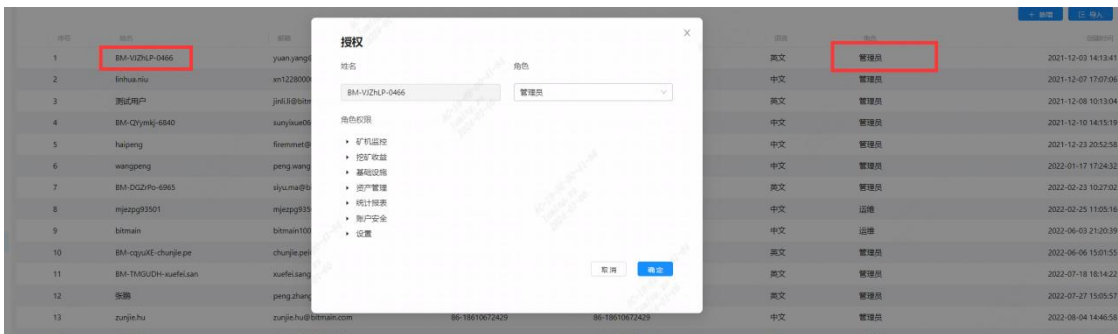 + 新增 导入
序号 姓名 邮箱 语言 角色 创建时间
授权
姓名 角色
BM-VJZhLP-0466 管理员
角色权限
矿机监控
挖矿收益
基础设施
资产管理
统计报表
账户安全
设置
取消 确定
1 BM-VJZhLP-0466 yuan.yang 英文 管理员 2021-12-03 14:13:41
2 linhua.niu xn1228000 中文 管理员 2021-12-07 17:07:06
3 测试用户 jinli.li@bitm 英文 管理员 2021-12-08 10:13:04
4 BM-QYymkj-6840 sunyixue06 中文 管理员 2021-12-10 14:15:19
5 haipeng firemmet@ 中文 管理员 2021-12-23 20:52:58
6 wangpeng peng.wang 中文 管理员 2022-01-17 17:24:32
7 BM-DGZrPo-6965 siyu.ma@b 英文 管理员 2022-02-23 10:27:02
8 mjezpg93501 mjezpg935 中文 运维 2022-02-25 11:05:16
9 bitmain bitmain100 中文 运维 2022-06-03 21:20:39
10 BM-cqyuXE-chunjie.pe chunjie.peli 英文 管理员 2022-06-06 15:01:55
11 BM-TMGUDH-xuefei.san xuefei.sang 英文 管理员 2022-07-18 18:14:22
12 张鹏 peng.zhang 英文 管理员 2022-07-27 15:05:57
13 zunjie.hu zunjie.hu@bitmain.com 86-18610672429 86-18610672429 中文 管理员 2022-08-04 14:46:58